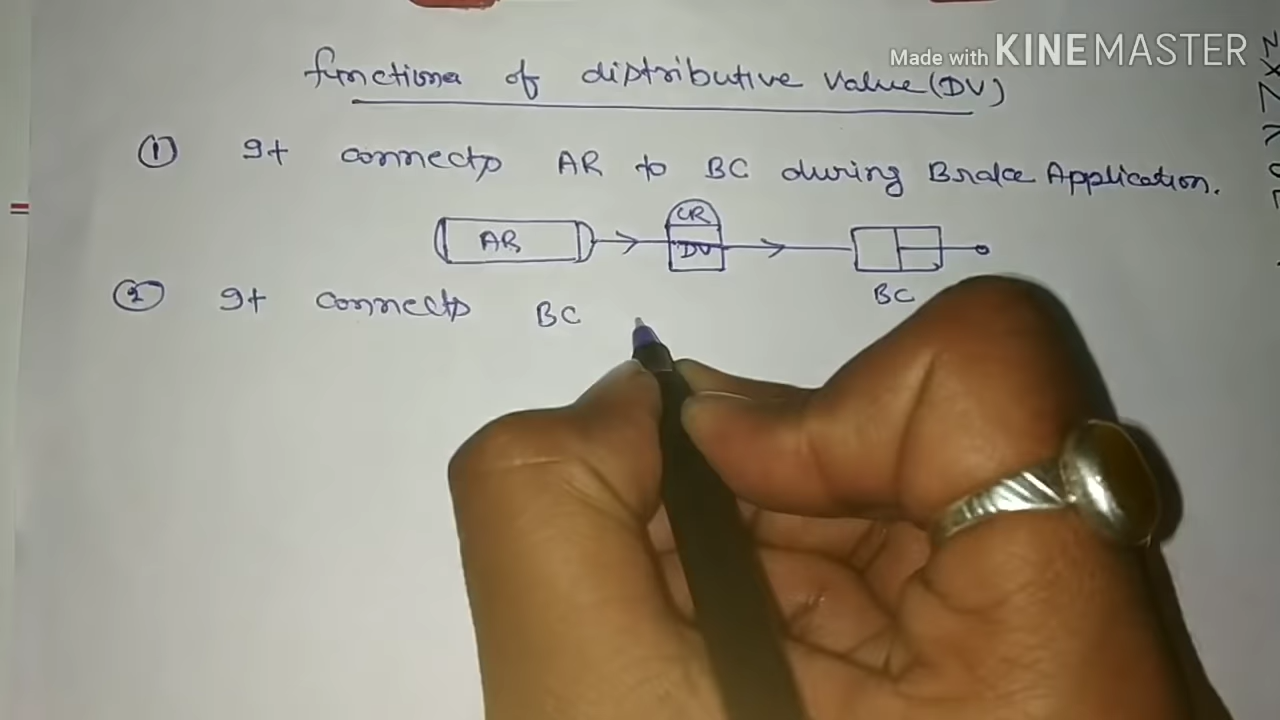 Made with KINEMASTER
functions of distributive Valve (DV)
① It connects AR to BC during Brake Application.
CR
AR
DV
BC
② It connects BC